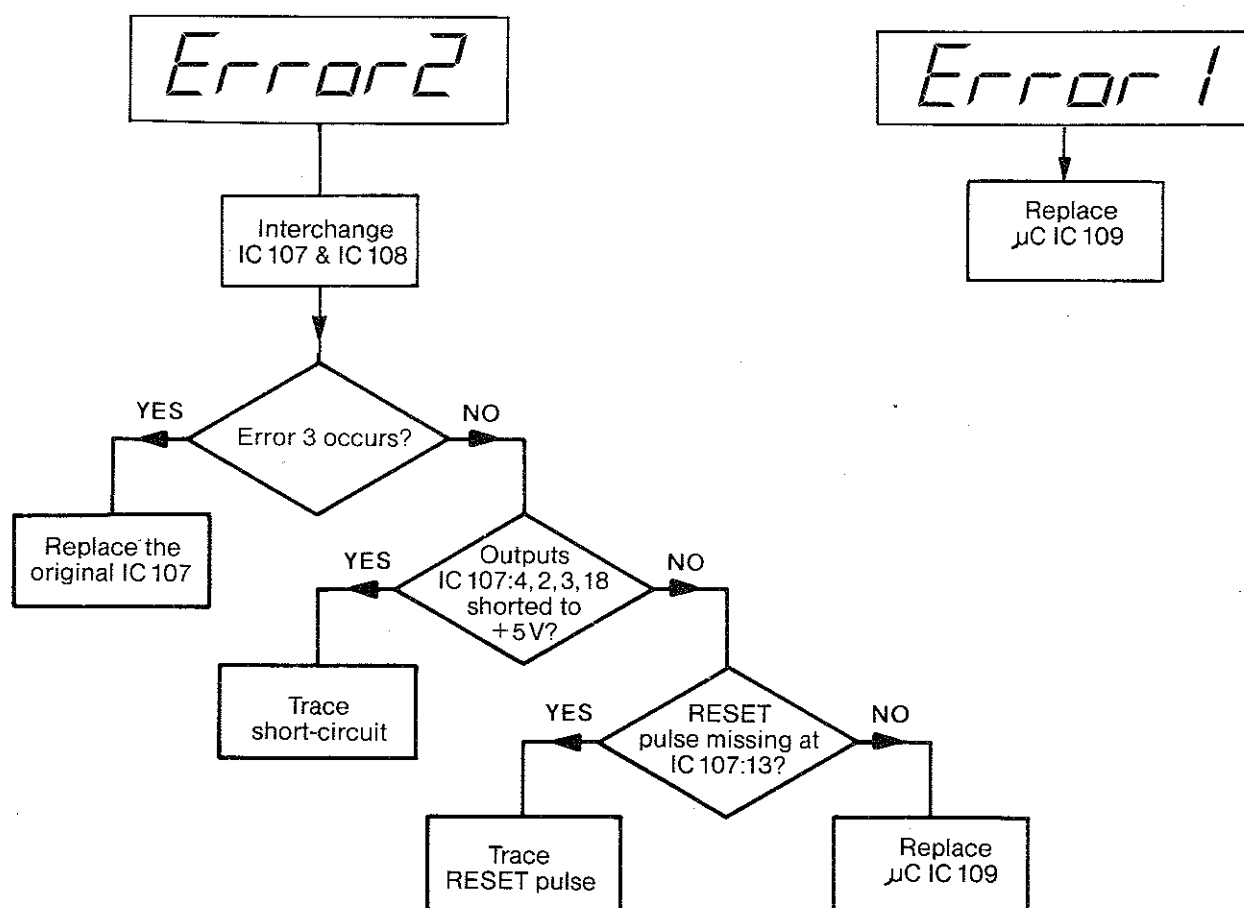 Error2
Error 1
Interchange
IC 107 & IC 108
Replace
µC IC 109
Error 3 occurs?
YES
NO
Replace the
original IC 107
Outputs
IC 107:4, 2, 3, 18
shorted to
+5V?
YES
NO
Trace
short-circuit
RESET
pulse missing at
IC 107:13?
YES
NO
Trace
RESET pulse
Replace
µC IC 109